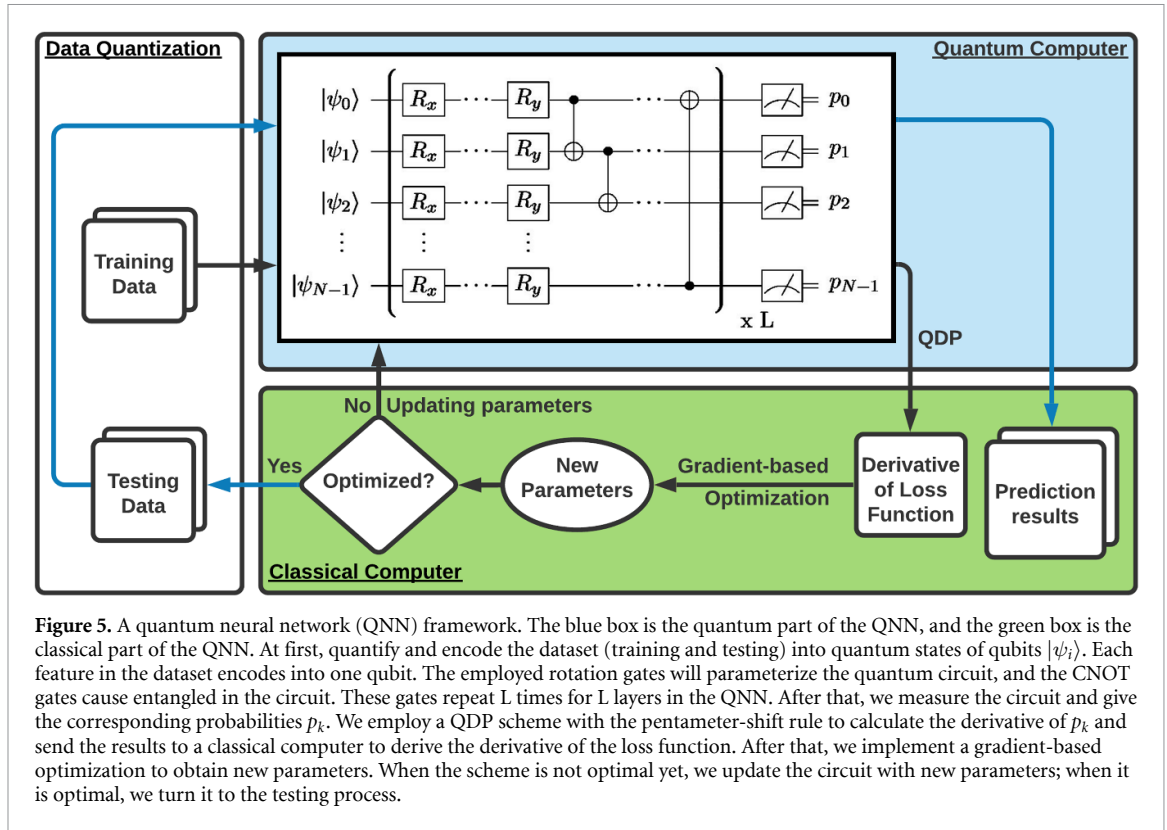 Data Quantization
Quantum Computer
|ψ₀⟩ Rₓ ··· R_y ··· p₀
|ψ₁⟩ Rₓ ··· R_y ··· p₁
|ψ₂⟩ Rₓ ··· R_y ··· p₂
⋮ ⋮ ⋮
|ψ_{N−1}⟩ Rₓ ··· R_y ··· p_{N−1}
x L
Training
Data
QDP
No Updating parameters
Yes
Optimized?
New
Parameters
Gradient-based
Optimization
Derivative
of Loss
Function
Prediction
results
Testing
Data
Classical Computer
Figure 5. A quantum neural network (QNN) framework. The blue box is the quantum part of the QNN, and the green box is the
classical part of the QNN. At first, quantify and encode the dataset (training and testing) into quantum states of qubits |ψᵢ⟩. Each
feature in the dataset encodes into one qubit. The employed rotation gates will parameterize the quantum circuit, and the CNOT
gates cause entangled in the circuit. These gates repeat L times for L layers in the QNN. After that, we measure the circuit and give
the corresponding probabilities pₖ. We employ a QDP scheme with the pentameter-shift rule to calculate the derivative of pₖ and
send the results to a classical computer to derive the derivative of the loss function. After that, we implement a gradient-based
optimization to obtain new parameters. When the scheme is not optimal yet, we update the circuit with new parameters; when it
is optimal, we turn it to the testing process.